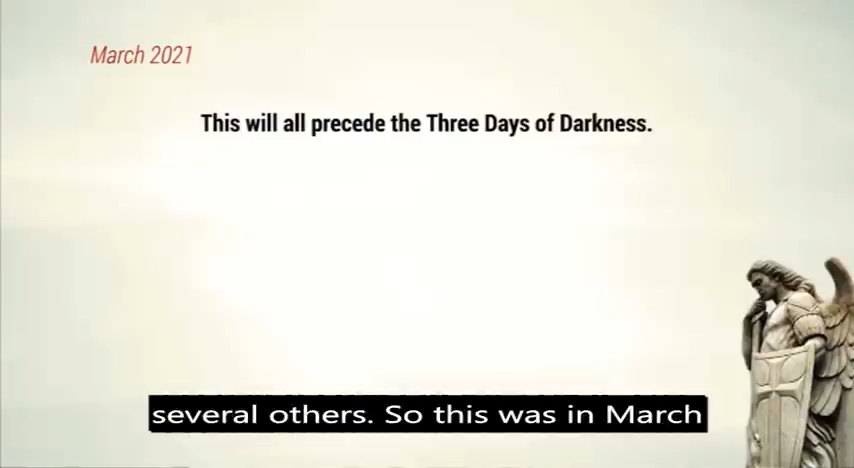 March 2021
This will all precede the Three Days of Darkness.
several others. So this was in March